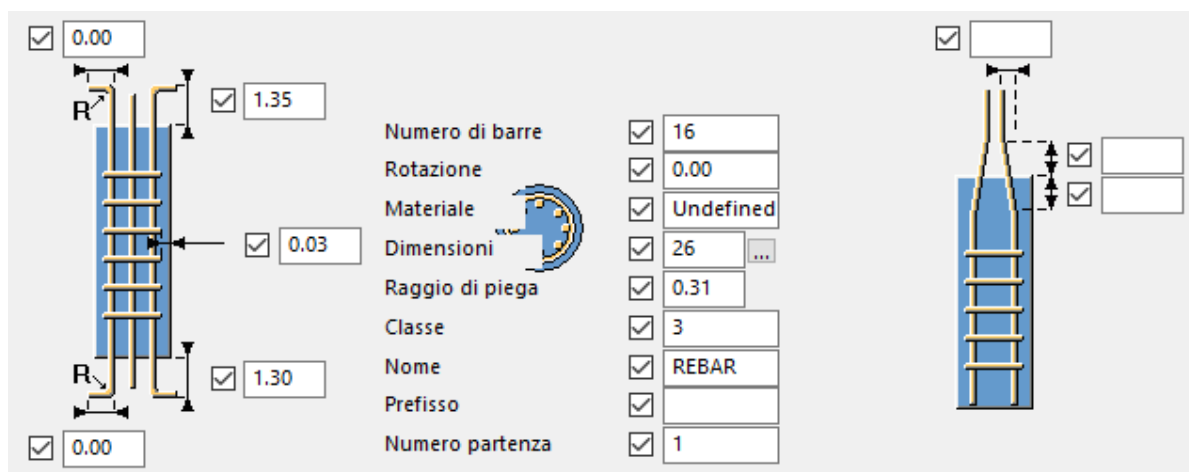 0.00
R
1.35
0.03
R
1.30
0.00
Numero di barre 16
Rotazione 0.00
Materiale Undefined
Dimensioni 26 ...
Raggio di piega 0.31
Classe 3
Nome REBAR
Prefisso
Numero partenza 1